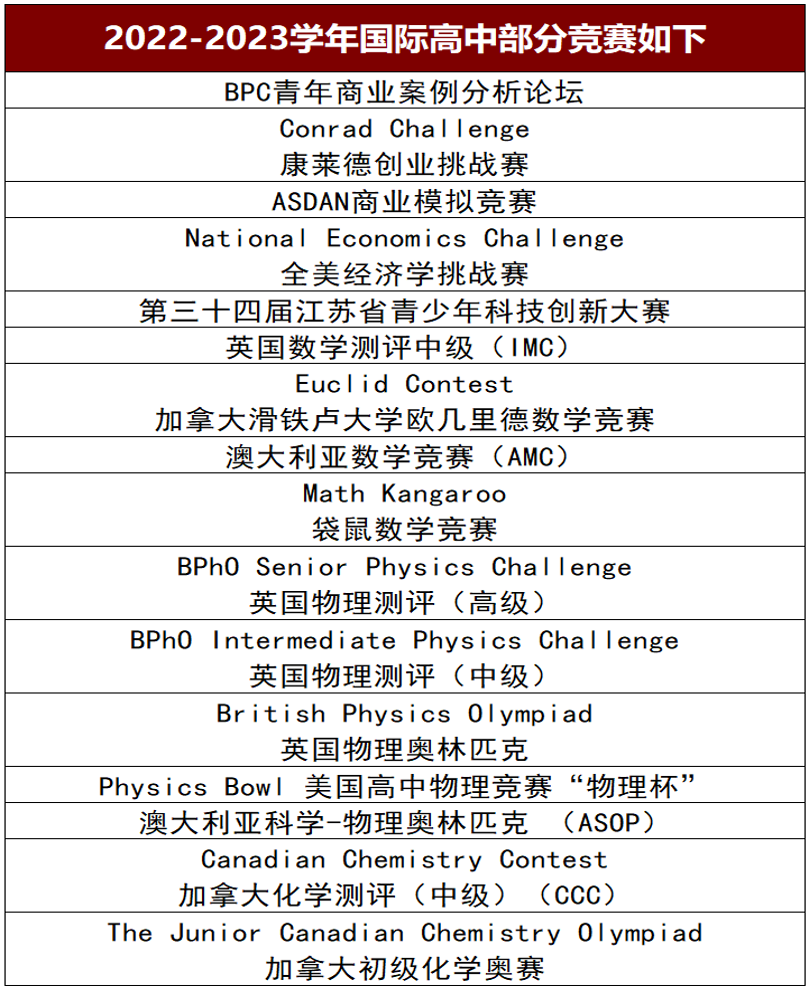 2022-2023学年国际高中部分竞赛如下
BPC青年商业案例分析论坛
Conrad Challenge
康莱德创业挑战赛
ASDAN商业模拟竞赛
National Economics Challenge
全美经济学挑战赛
第三十四届江苏省青少年科技创新大赛
英国数学测评中级（IMC）
Euclid Contest
加拿大滑铁卢大学欧几里德数学竞赛
澳大利亚数学竞赛（AMC）
Math Kangaroo
袋鼠数学竞赛
BPhO Senior Physics Challenge
英国物理测评（高级）
BPhO Intermediate Physics Challenge
英国物理测评（中级）
British Physics Olympiad
英国物理奥林匹克
Physics Bowl 美国高中物理竞赛“物理杯”
澳大利亚科学-物理奥林匹克 （ASOP）
Canadian Chemistry Contest
加拿大化学测评（中级）（CCC）
The Junior Canadian Chemistry Olympiad
加拿大初级化学奥赛